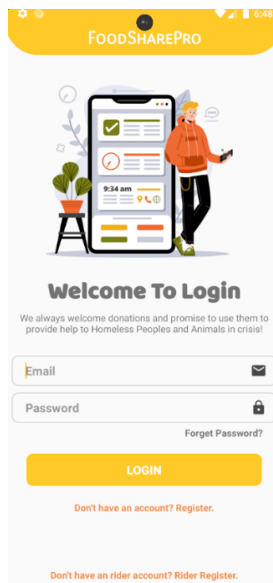 6:48
FOODSHAREPRO
9:34 am
Welcome To Login
We always welcome donations and promise to use them to
provide help to Homeless Peoples and Animals in crisis!
Email
Password
Forget Password?
LOGIN
Don't have an account? Register.
Don't have an rider account? Rider Register.